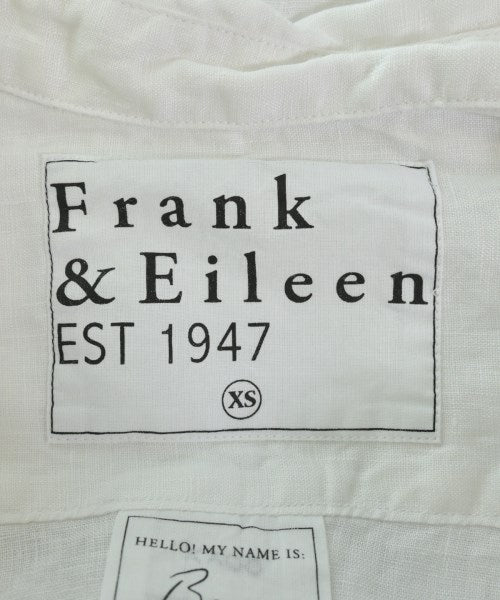 Frank
& Eileen
EST 1947
XS
HELLO! MY NAME IS: